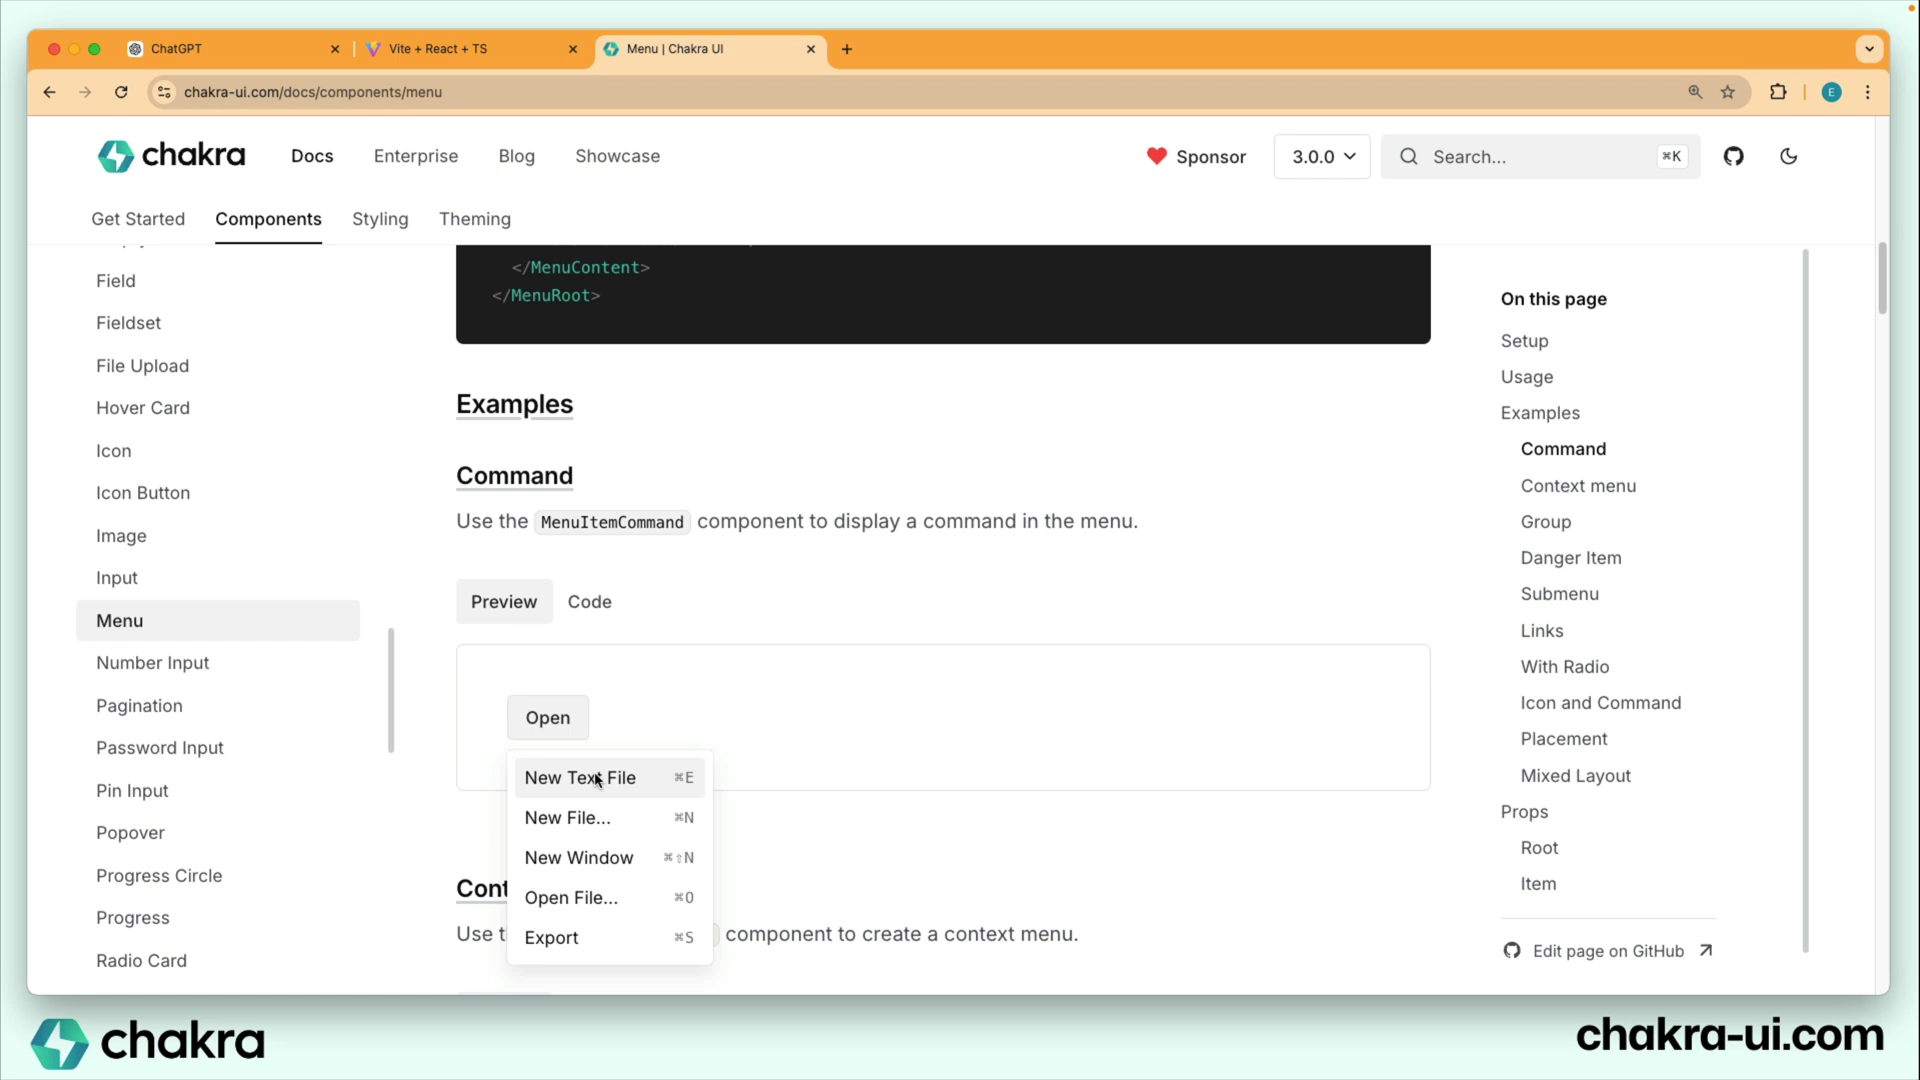 ChatGPT
Vite + React + TS
Menu | Chakra UI
chakra-ui.com/docs/components/menu
E
chakra
Docs
Enterprise
Blog
Showcase
Sponsor
3.0.0
Search...
⌘K
Get Started
Components
Styling
Theming
Field
Fieldset
File Upload
Hover Card
Icon
Icon Button
Image
Input
Menu
Number Input
Pagination
Password Input
Pin Input
Popover
Progress Circle
Progress
Radio Card
</MenuContent>
</MenuRoot>
Examples
Command
Use the MenuItemCommand component to display a command in the menu.
Preview
Code
Open
New Text File ⌘E
New File... ⌘N
New Window ⌘⇧N
Open File... ⌘O
Export ⌘S
Cont
Use t component to create a context menu.
On this page
Setup
Usage
Examples
Command
Context menu
Group
Danger Item
Submenu
Links
With Radio
Icon and Command
Placement
Mixed Layout
Props
Root
Item
Edit page on GitHub
chakra
chakra-ui.com